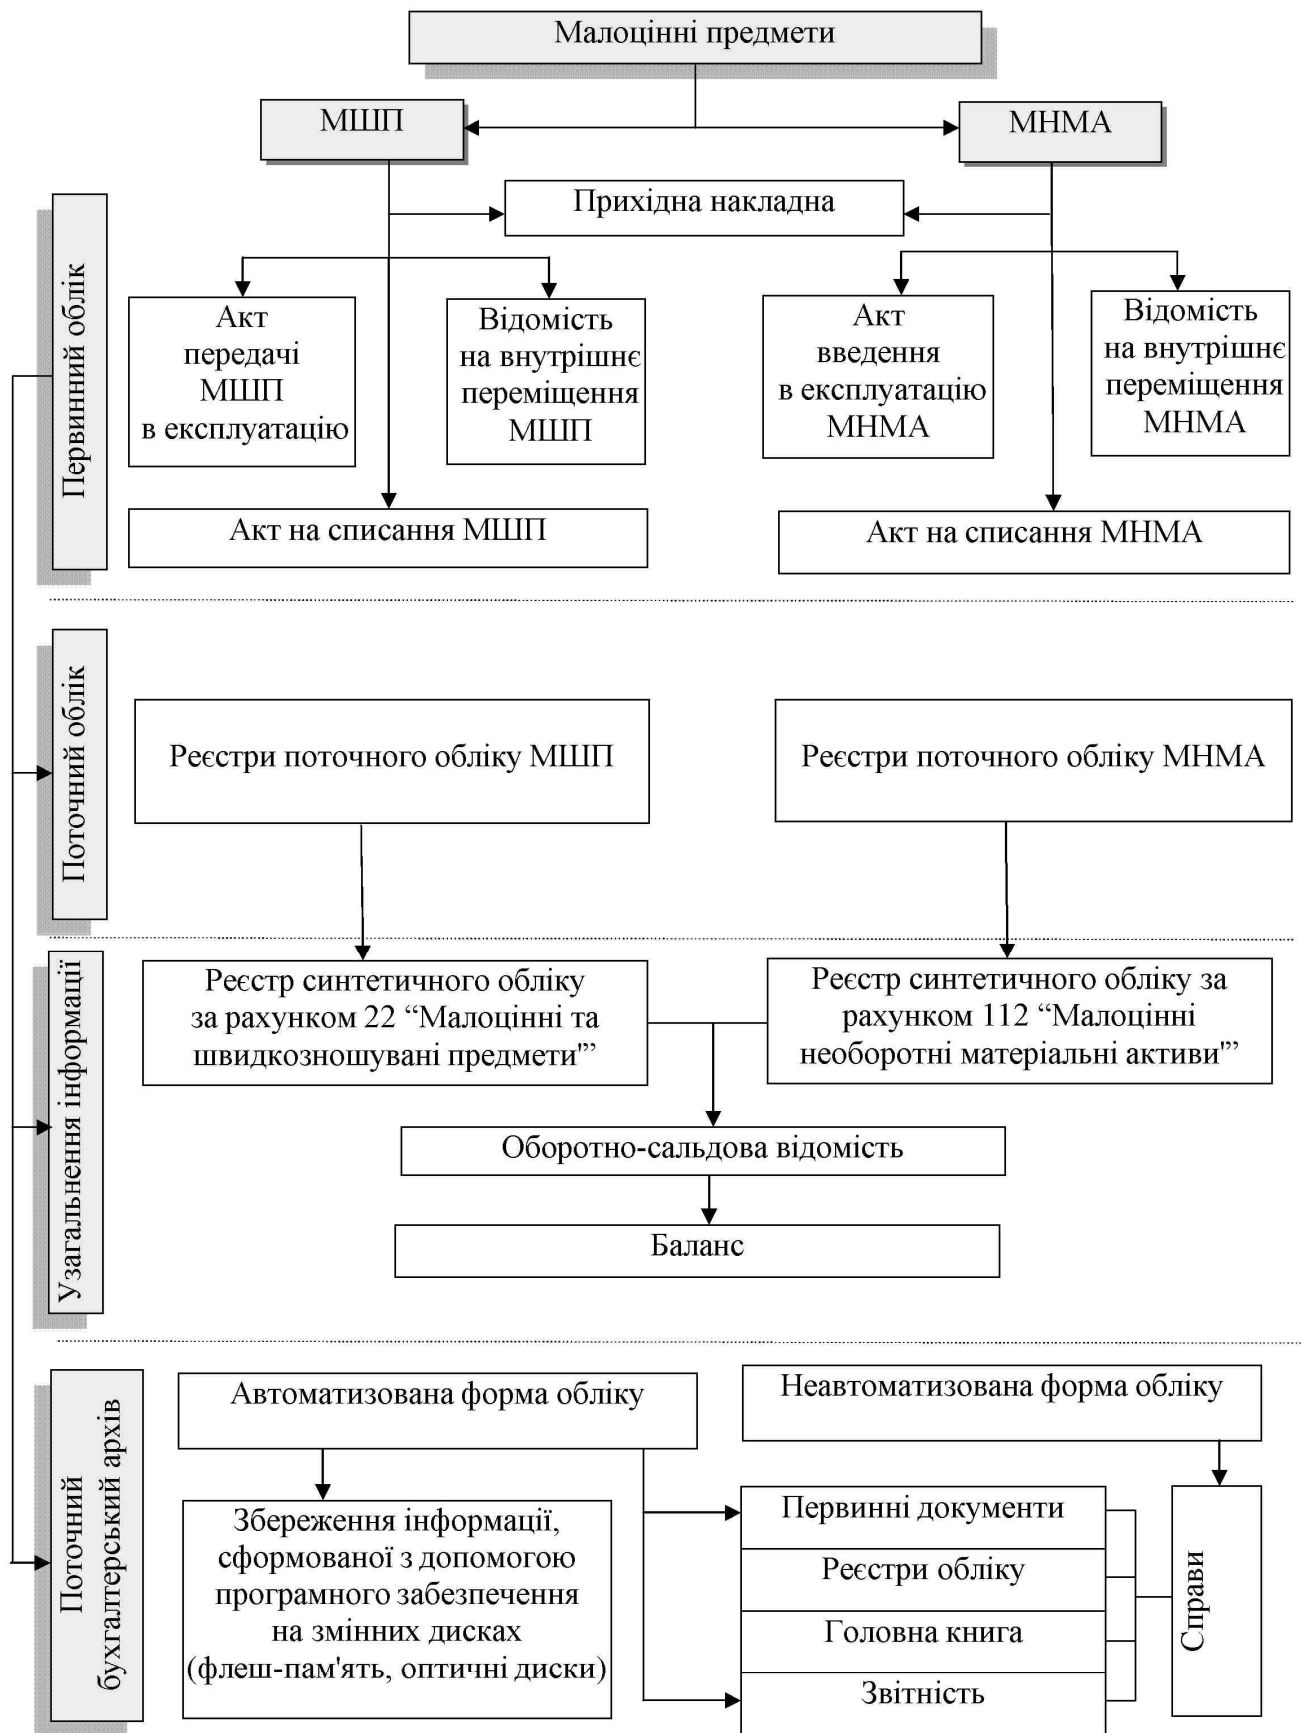 Малоцінні предмети
МШП
МНМА
Прихідна накладна
Первинний облік
Акт
передачі
МШП
в експлуатацію
Відомість
на внутрішнє
переміщення
МШП
Акт
введення
в експлуатацію
МНМА
Відомість
на внутрішнє
переміщення
МНМА
Акт на списання МШП
Акт на списання МНМА
Поточний облік
Реєстри поточного обліку МШП
Реєстри поточного обліку МНМА
Узагальнення інформації
Реєстр синтетичного обліку
за рахунком 22 “Малоцінні та
швидкозношувані предмети'”
Реєстр синтетичного обліку за
рахунком 112 “Малоцінні
необоротні матеріальні активи'”
Оборотно-сальдова відомість
Баланс
Поточний
бухгалтерський архів
Автоматизована форма обліку
Неавтоматизована форма обліку
Збереження інформації,
сформованої з допомогою
програмного забезпечення
на змінних дисках
(флеш-пам'ять, оптичні диски)
Первинні документи
Реєстри обліку
Головна книга
Звітність
Справи